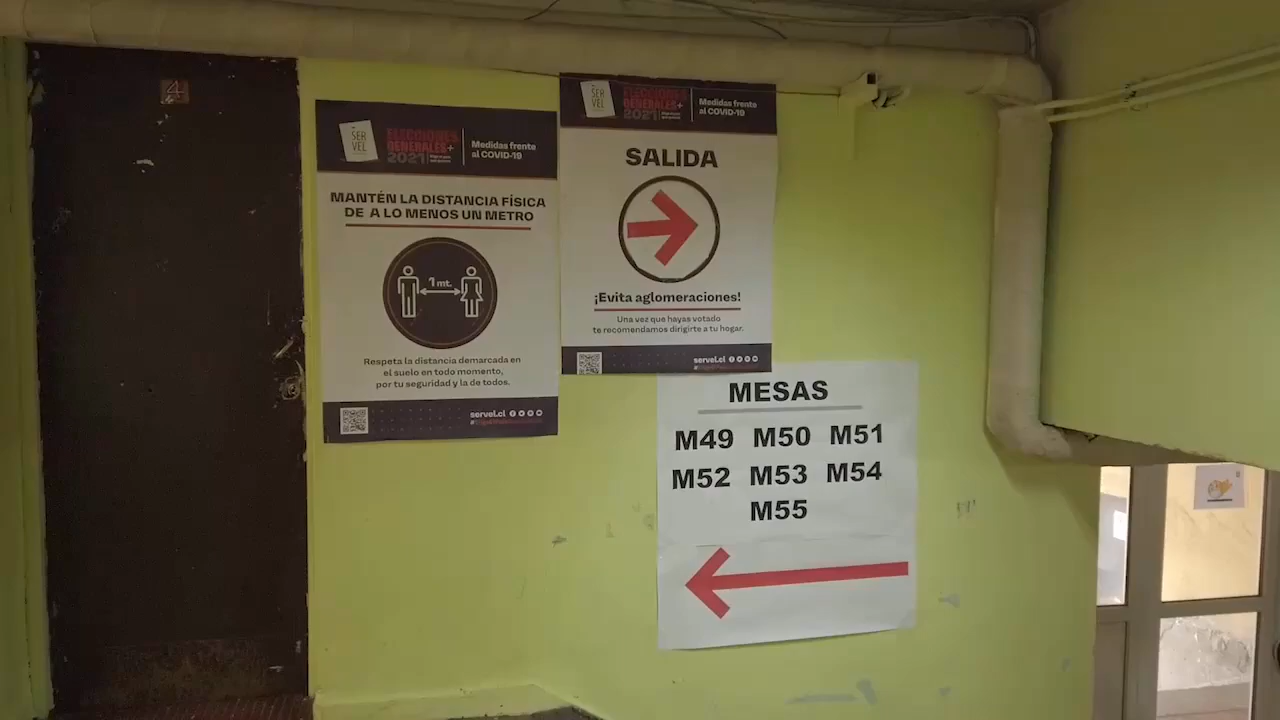 4
SER
VEL
ELECCIONES
GENERALES+
2021
Medidas frente
al COVID-19
MANTÉN LA DISTANCIA FÍSICA
DE A LO MENOS UN METRO
1 mt.
Respeta la distancia demarcada en
el suelo en todo momento,
por tu seguridad y la de todos.
servel.cl
SER
VEL
ELECCIONES
GENERALES+
2021
Medidas frente
al COVID-19
SALIDA
¡Evita aglomeraciones!
Una vez que hayas votado
te recomendamos dirigirte a tu hogar.
servel.cl
MESAS
M49 M50 M51
M52 M53 M54
M55